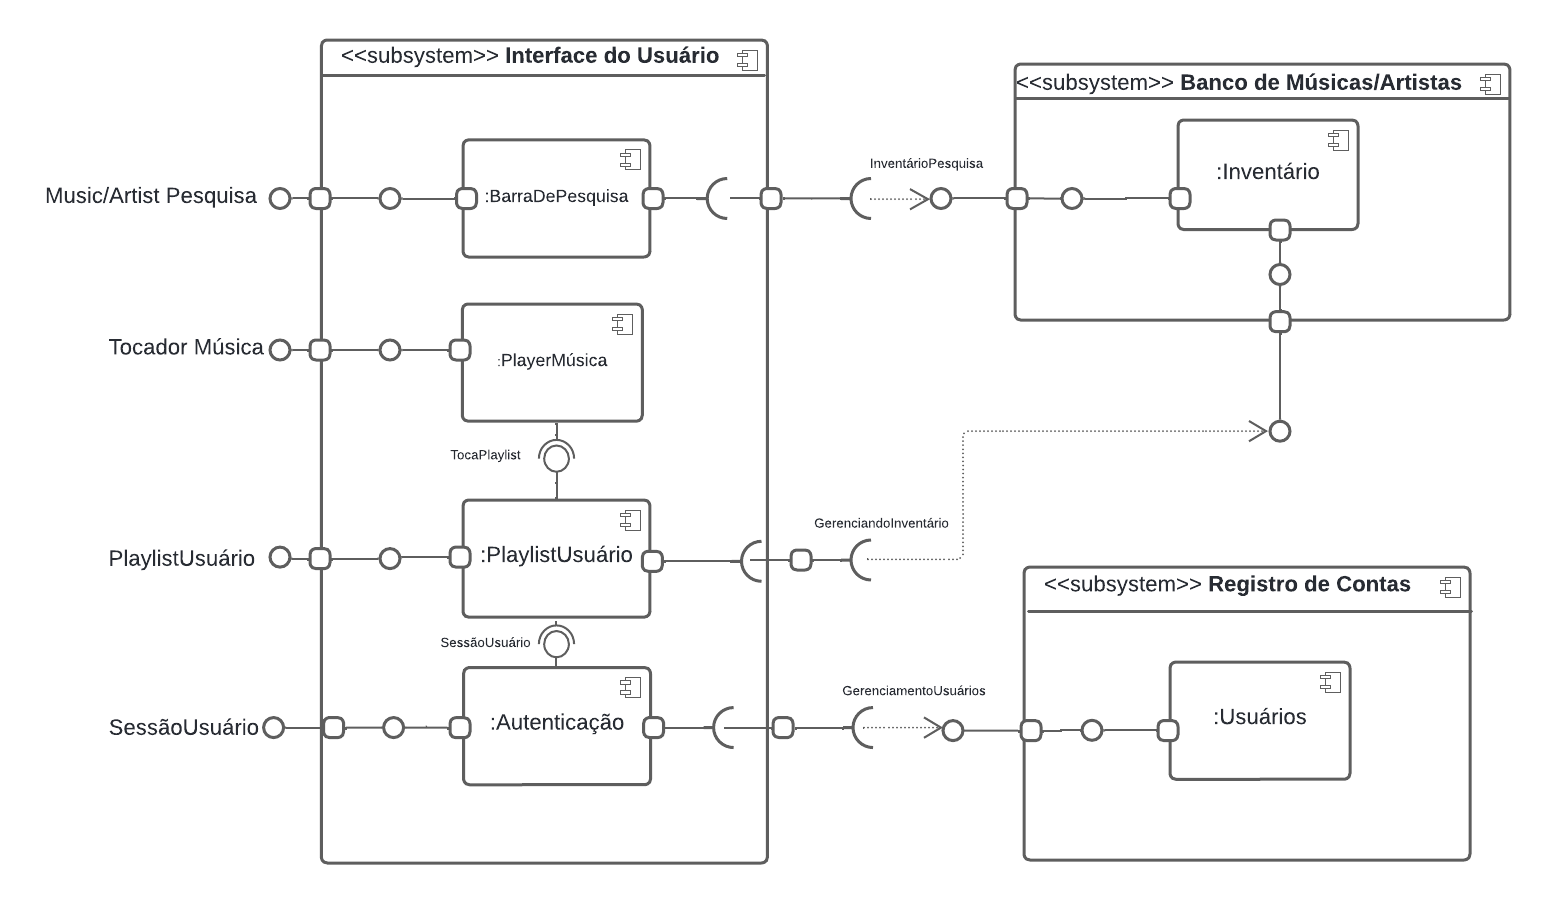 <<subsystem>> Interface do Usuário
<<subsystem>> Banco de Músicas/Artistas
Music/Artist Pesquisa
:BarraDePesquisa
InventárioPesquisa
:Inventário
Tocador Música
:PlayerMúsica
TocaPlaylist
PlaylistUsuário
:PlaylistUsuário
GerenciandoInventário
<<subsystem>> Registro de Contas
SessãoUsuário
SessãoUsuário
:Autenticação
GerenciamentoUsuários
:Usuários